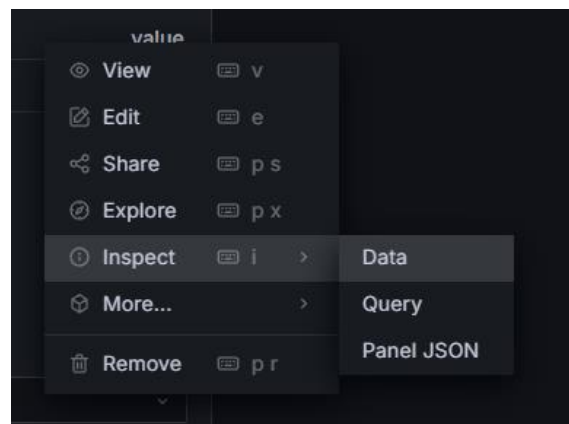 value
View v
Edit e
Share p s
Explore p x
Inspect i >
Data
More... >
Query
Panel JSON
Remove p r